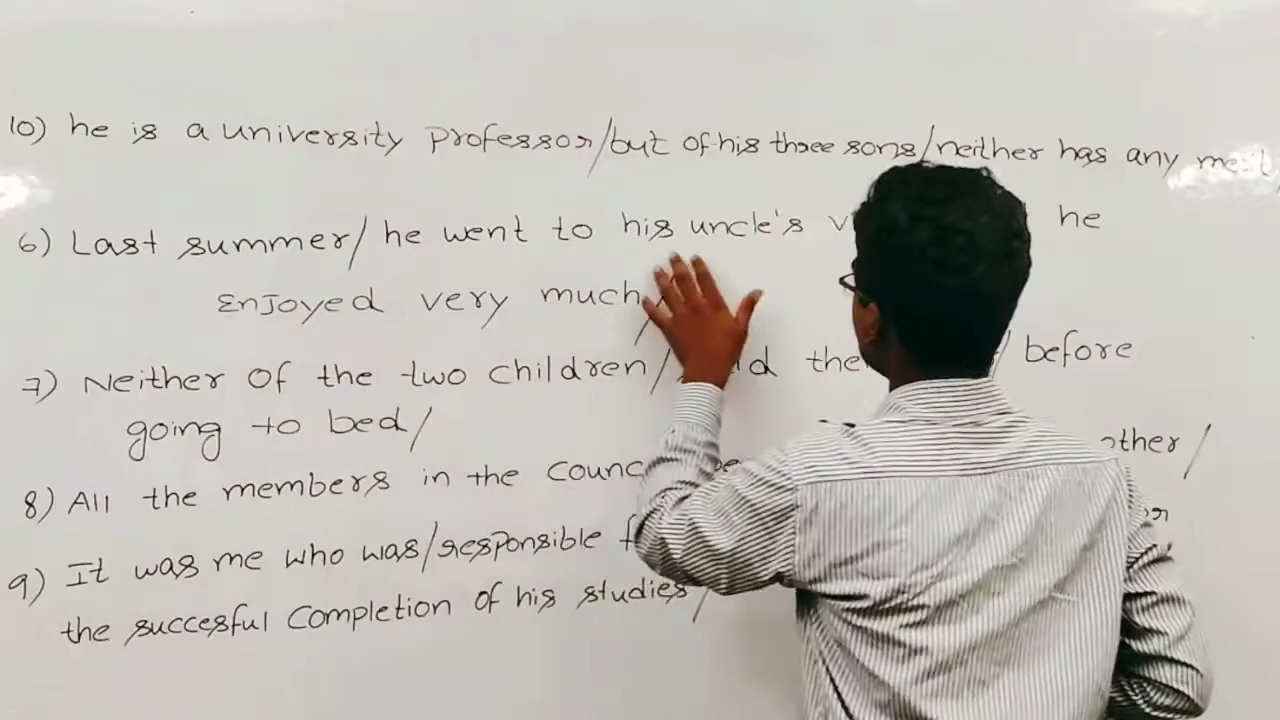 10) he is a university professor/but of his three sons/neither has any
6) Last summer/ he went to his uncle's he
Enjoyed very much/
7) Neither of the two children/ the / before
going to bed/
8) All the members in the /
9) It was me who was/responsible
the succesful completion of his studies/